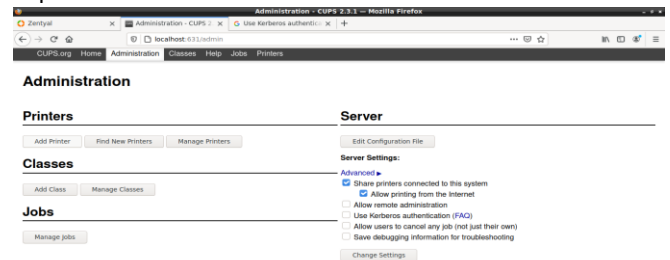 Administration - CUPS 2.3.1 — Mozilla Firefox
Zentyal
Administration - CUPS 2.
Use Kerberos authentica
localhost:631/admin
CUPS.org Home Administration Classes Help Jobs Printers
Administration
Printers
Add Printer Find New Printers Manage Printers
Classes
Add Class Manage Classes
Jobs
Manage Jobs
Server
Edit Configuration File
Server Settings:
Advanced ▶
Share printers connected to this system
Allow printing from the Internet
Allow remote administration
Use Kerberos authentication (FAQ)
Allow users to cancel any job (not just their own)
Save debugging information for troubleshooting
Change Settings